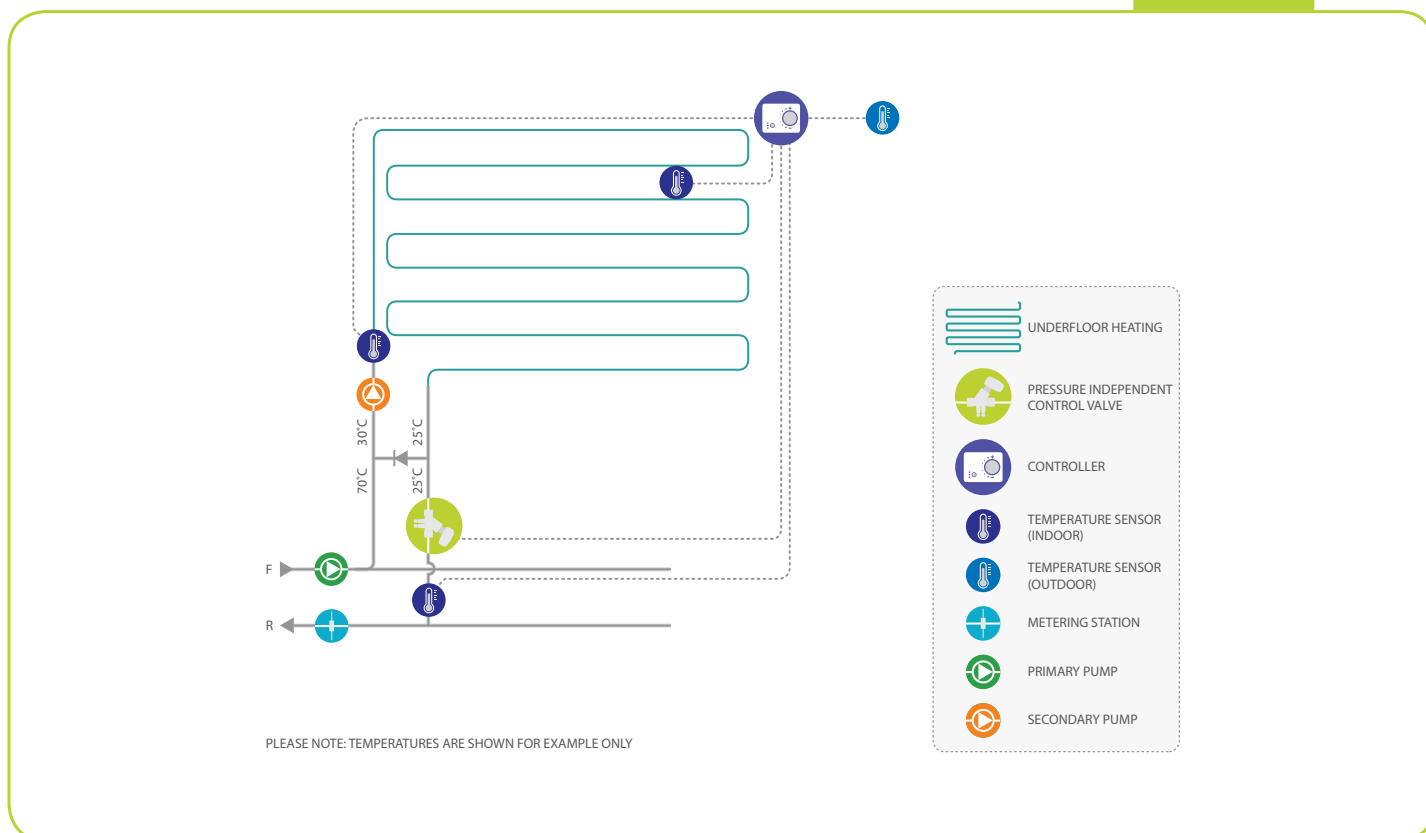 30˚C
25˚C
70˚C
25˚C
F
R
PLEASE NOTE: TEMPERATURES ARE SHOWN FOR EXAMPLE ONLY
UNDERFLOOR HEATING
PRESSURE INDEPENDENT
CONTROL VALVE
CONTROLLER
TEMPERATURE SENSOR
(INDOOR)
TEMPERATURE SENSOR
(OUTDOOR)
METERING STATION
PRIMARY PUMP
SECONDARY PUMP